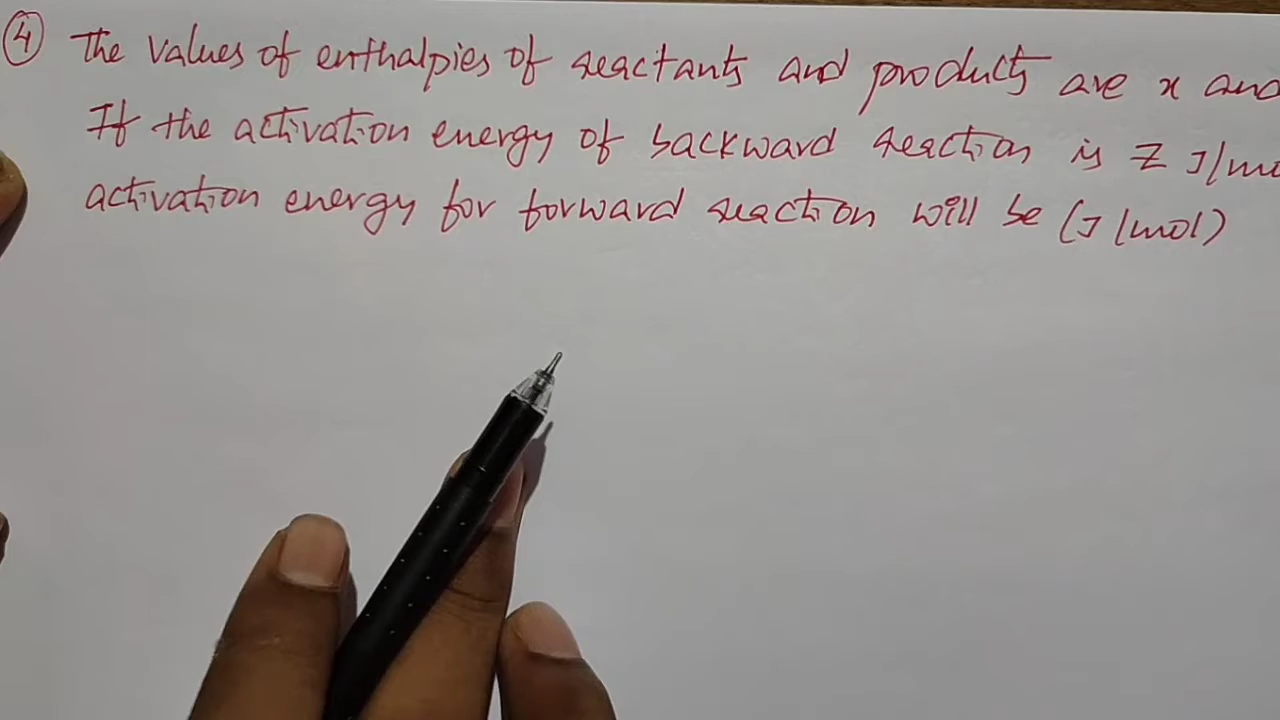 4 The values of enthalpies of reactants and products are x and
If the activation energy of backward reaction is Z J/mo
activation energy for forward reaction will be (J/mol)